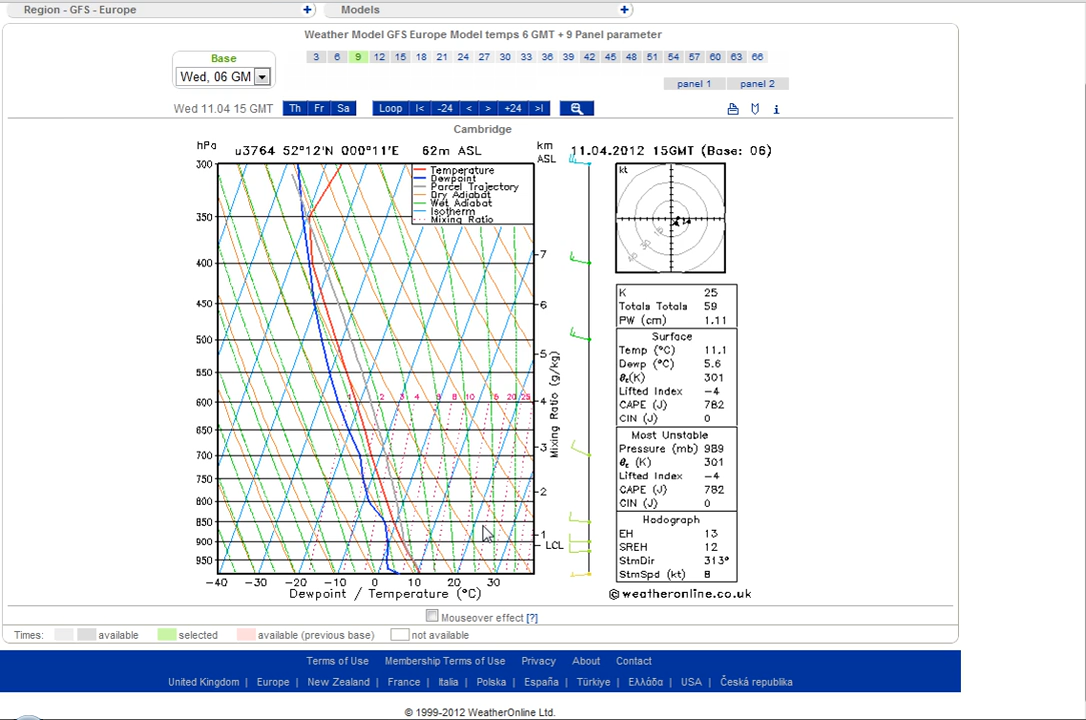 Region - GFS - Europe + Models +
Weather Model GFS Europe Model temps 6 GMT + 9 Panel parameter
Base
3 6 9 12 15 18 21 24 27 30 33 36 39 42 45 48 51 54 57 60 63 66
Wed, 06 GM
panel 1 panel 2
Wed 11.04 15 GMT Th Fr Sa Loop |< -24 < > +24 >| i
Cambridge
hPa u3764 52°12'N 000°11'E 62m ASL km ASL 11.04.2012 15GMT (Base: 06)
300
350
400
450
500
550
600
650
700
750
800
850
900
950
Temperature
Dewpoint
Parcel Trajectory
Dry Adiabat
Wet Adiabat
Isotherm
Mixing Ratio
1 2 3 4 6 8 10 15 20 25
7
6
5
4
3
2
1
LCL
Mixing Ratio (g/kg)
-40 -30 -20 -10 0 10 20 30
Dewpoint / Temperature (°C)
kt
15
30
40
K 25
Totals Totals 59
PW (cm) 1.11
Surface
Temp (°C) 11.1
Dewp (°C) 5.6
θε(K) 301
Lifted Index -4
CAPE (J) 782
CIN (J) 0
Most Unstable
Pressure (mb) 989
θε (K) 301
Lifted Index -4
CAPE (J) 782
CIN (J) 0
Hodograph
EH 13
SREH 12
StmDir 313°
StmSpd (kt) 8
© weatheronline.co.uk
Mouseover effect [?]
Times: available selected available (previous base) not available
Terms of Use Membership Terms of Use Privacy About Contact
United Kingdom | Europe | New Zealand | France | Italia | Polska | España | Türkiye | Ελλάδα | USA | Česká republika
© 1999-2012 WeatherOnline Ltd.